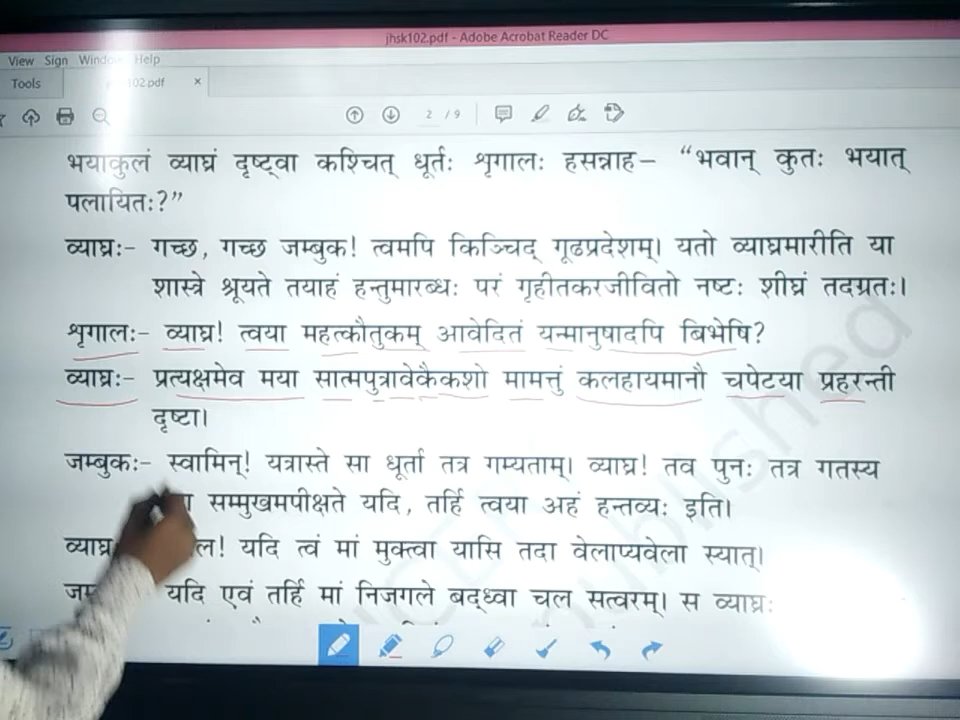 jhsk102.pdf - Adobe Acrobat Reader DC
View Sign Window Help
Tools 102.pdf ×
2 / 9
भयाकुलं व्याघ्रं दृष्ट्वा कश्चित् धूर्तः शृगालः हसन्नाह– “भवान् कुतः भयात्
पलायितः?”
व्याघ्रः– गच्छ, गच्छ जम्बुक! त्वमपि किञ्चिद् गूढप्रदेशम्। यतो व्याघ्रमारीति या
शास्त्रे श्रूयते तयाहं हन्तुमारब्धः परं गृहीतकरजीवितो नष्टः शीघ्रं तदग्रतः।
शृगालः– व्याघ्र! त्वया महत्कौतुकम् आवेदितं यन्मानुषादपि बिभेषि?
व्याघ्रः– प्रत्यक्षमेव मया सात्मपुत्रावेकैकशो मामत्तुं कलहायमानौ चपेटया प्रहरन्ती
दृष्टा।
जम्बुकः– स्वामिन्! यत्रास्ते सा धूर्ता तत्र गम्यताम्। व्याघ्र! तव पुनः तत्र गतस्य
सम्मुखमपीक्षते यदि, तर्हि त्वया अहं हन्तव्यः इति।
यदि त्वं मां मुक्त्वा यासि तदा वेलाप्यवेला स्यात्।
यदि एवं तर्हि मां निजगले बद्ध्वा चल सत्वरम्। स व्याघ्रः